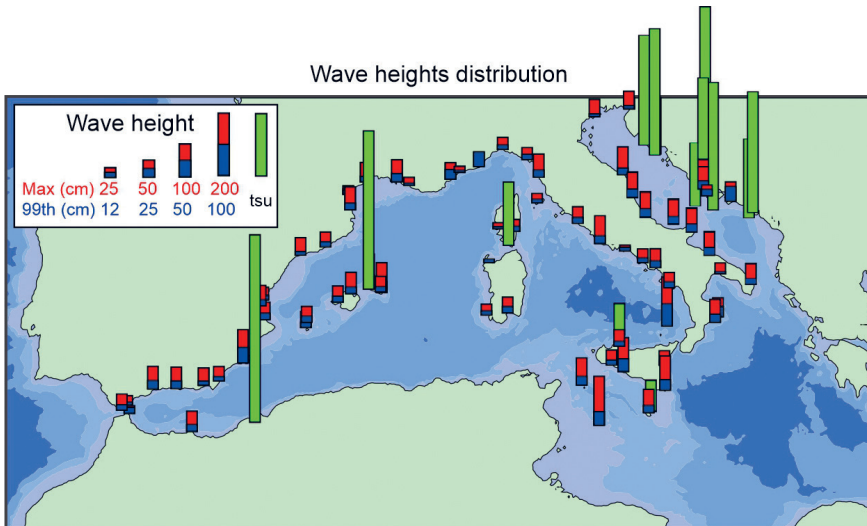 Wave heights distribution
Wave height
Max (cm) 25 50 100 200 tsu
99th (cm) 12 25 50 100